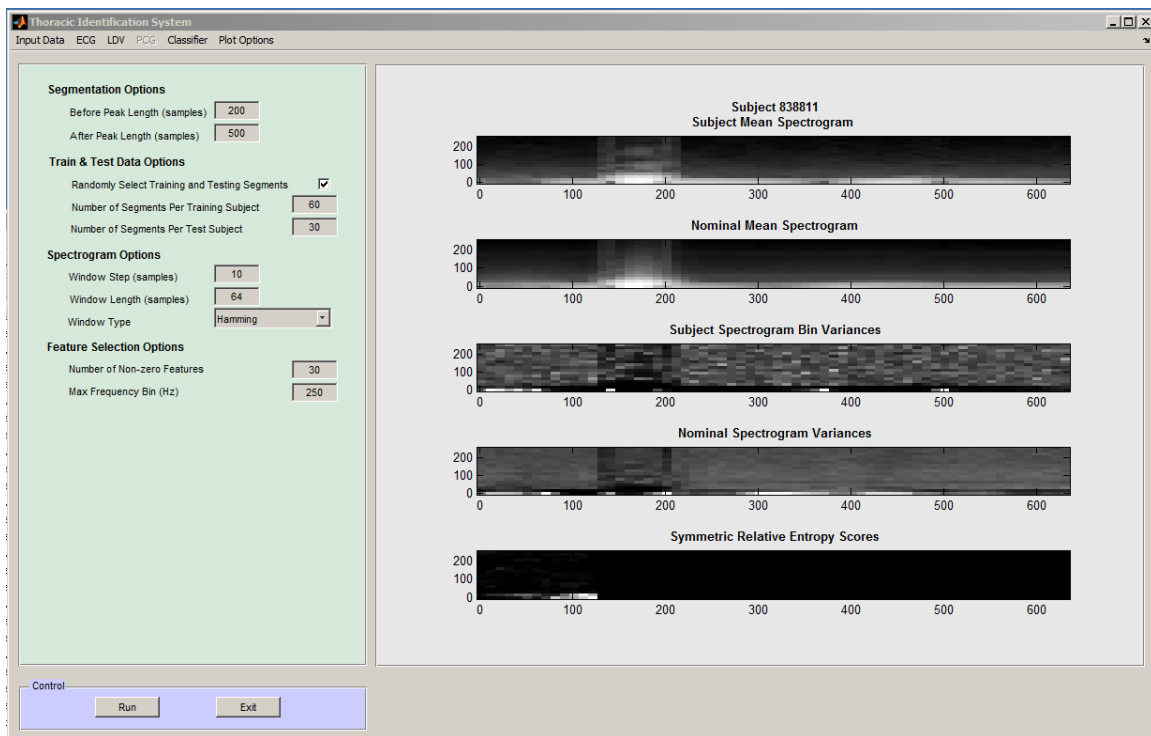 Thoracic Identification System
Input Data ECG LDV PCG Classifier Plot Options
Segmentation Options
Before Peak Length (samples) 200
After Peak Length (samples) 500
Train & Test Data Options
Randomly Select Training and Testing Segments
Number of Segments Per Training Subject 60
Number of Segments Per Test Subject 30
Spectrogram Options
Window Step (samples) 10
Window Length (samples) 64
Window Type Hamming
Feature Selection Options
Number of Non-zero Features 30
Max Frequency Bin (Hz) 250
Control
Run Exit
Subject 838811
Subject Mean Spectrogram
200
100
0
0 100 200 300 400 500 600
Nominal Mean Spectrogram
200
100
0
0 100 200 300 400 500 600
Subject Spectrogram Bin Variances
200
100
0
0 100 200 300 400 500 600
Nominal Spectrogram Variances
200
100
0
0 100 200 300 400 500 600
Symmetric Relative Entropy Scores
200
100
0
0 100 200 300 400 500 600